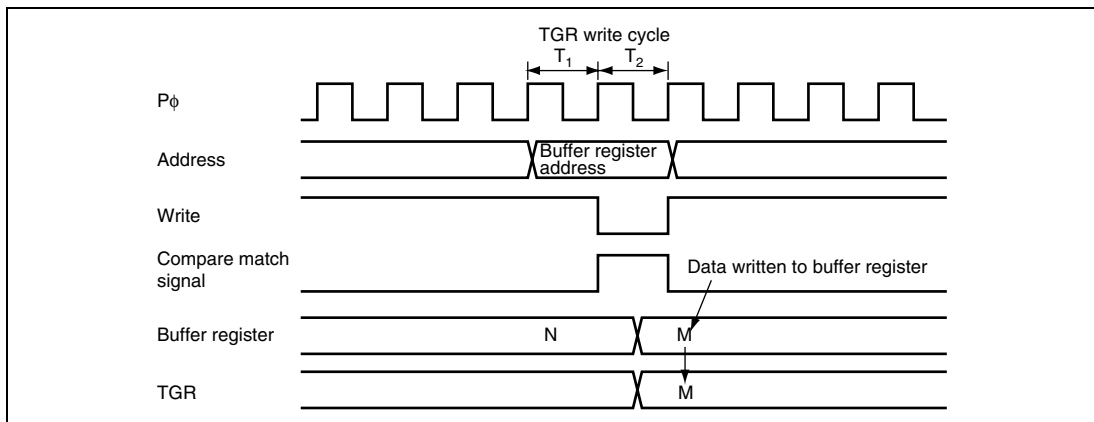 TGR write cycle
T1 T2
Pφ
Address
Buffer register
address
Write
Compare match
signal
Data written to buffer register
Buffer register
N
M
TGR
M